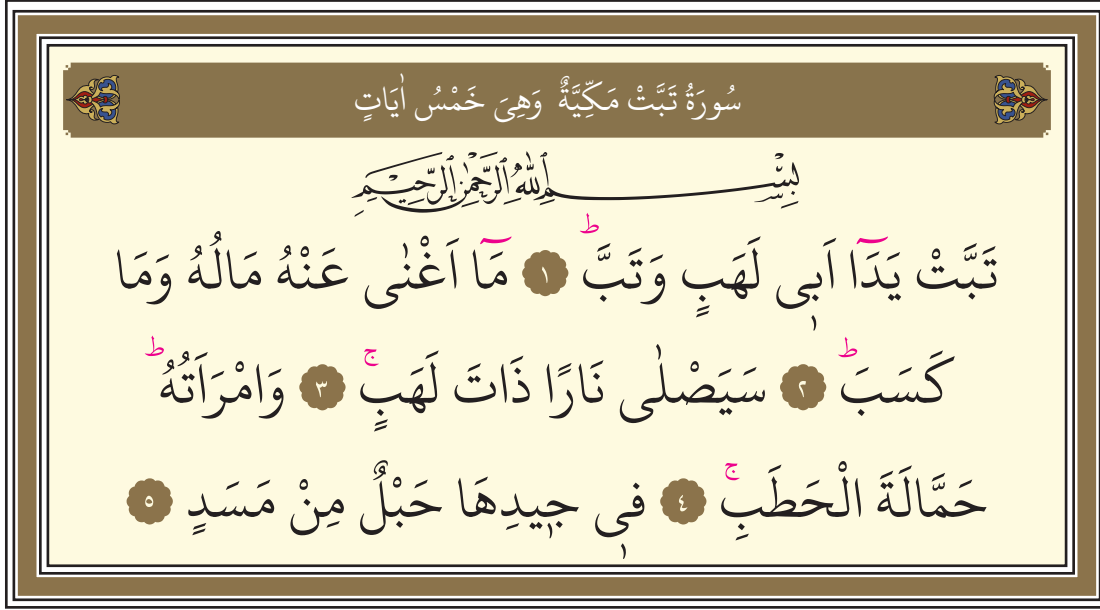 سُورَةُ تَبَّتْ مَكِّيَّةٌ وَهِىَ خَمْسُ اٰيَاتٍ
بِسْمِ اللّٰهِ الرَّحْمٰنِ الرَّحِيمِ
تَبَّتْ يَدَٓا اَبٖى لَهَبٍ وَتَبَّ ؕ ١ مَٓا اَغْنٰى عَنْهُ مَالُهُ وَمَا
كَسَبَ ؕ ٢ سَيَصْلٰى نَارًا ذَاتَ لَهَبٍ ۚ ٣ وَامْرَاَتُهُ ؕ
حَمَّالَةَ الْحَطَبِ ۚ ٤ فٖى جٖيدِهَا حَبْلٌ مِنْ مَسَدٍ ٥